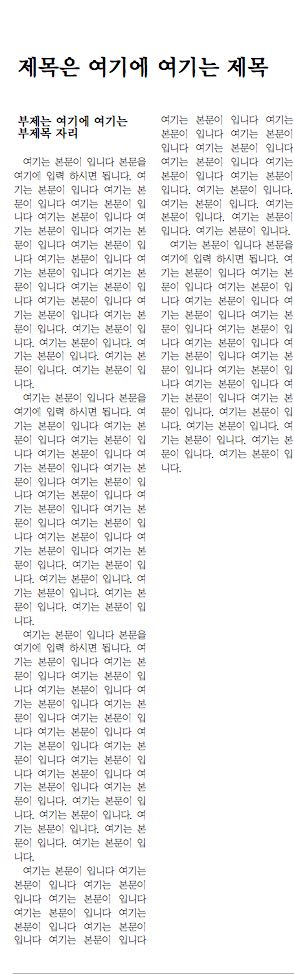 제목은 여기에 여기는 제목
부제는 여기에 여기는
부제목 자리
여기는 본문이 입니다 본문을
여기에 입력 하시면 됩니다. 여
기는 본문이 입니다 여기는 본
문이 입니다 여기는 본문이 입
니다 여기는 본문이 입니다 여
기는 본문이 입니다 여기는 본
문이 입니다 여기는 본문이 입
니다 여기는 본문이 입니다 여
기는 본문이 입니다 여기는 본
문이 입니다 여기는 본문이 입
니다 여기는 본문이 입니다 여
기는 본문이 입니다 여기는 본
문이 입니다. 여기는 본문이 입
니다. 여기는 본문이 입니다. 여
기는 본문이 입니다. 여기는 본
문이 입니다. 여기는 본문이 입
니다.
여기는 본문이 입니다 본문을
여기에 입력 하시면 됩니다. 여
기는 본문이 입니다 여기는 본
문이 입니다 여기는 본문이 입
니다 여기는 본문이 입니다 여
기는 본문이 입니다 여기는 본
문이 입니다 여기는 본문이 입
니다 여기는 본문이 입니다 여
기는 본문이 입니다 여기는 본
문이 입니다 여기는 본문이 입
니다 여기는 본문이 입니다 여
기는 본문이 입니다 여기는 본
문이 입니다. 여기는 본문이 입
니다. 여기는 본문이 입니다. 여
기는 본문이 입니다. 여기는 본
문이 입니다. 여기는 본문이 입
니다.
여기는 본문이 입니다 본문을
여기에 입력 하시면 됩니다. 여
기는 본문이 입니다 여기는 본
문이 입니다 여기는 본문이 입
니다 여기는 본문이 입니다 여
기는 본문이 입니다 여기는 본
문이 입니다 여기는 본문이 입
니다 여기는 본문이 입니다 여
기는 본문이 입니다 여기는 본
문이 입니다 여기는 본문이 입
니다 여기는 본문이 입니다 여
기는 본문이 입니다 여기는 본
문이 입니다. 여기는 본문이 입
니다. 여기는 본문이 입니다. 여
기는 본문이 입니다. 여기는 본
문이 입니다. 여기는 본문이 입
니다.
여기는 본문이 입니다 여기는
본문이 입니다 여기는 본문이
입니다 여기는 본문이 입니다
여기는 본문이 입니다 여기는
본문이 입니다 여기는 본문이
입니다 여기는 본문이 입니다
여기는 본문이 입니다 여기는
본문이 입니다 여기는 본문이
입니다 여기는 본문이 입니다
여기는 본문이 입니다 여기는
본문이 입니다 여기는 본문이
입니다. 여기는 본문이 입니다.
여기는 본문이 입니다. 여기는
본문이 입니다. 여기는 본문이
입니다. 여기는 본문이 입니다.
여기는 본문이 입니다 본문을
여기에 입력 하시면 됩니다. 여
기는 본문이 입니다 여기는 본
문이 입니다 여기는 본문이 입
니다 여기는 본문이 입니다 여
기는 본문이 입니다 여기는 본
문이 입니다 여기는 본문이 입
니다 여기는 본문이 입니다 여
기는 본문이 입니다 여기는 본
문이 입니다 여기는 본문이 입
니다 여기는 본문이 입니다 여
기는 본문이 입니다 여기는 본
문이 입니다. 여기는 본문이 입
니다. 여기는 본문이 입니다. 여
기는 본문이 입니다. 여기는 본
문이 입니다. 여기는 본문이 입
니다.